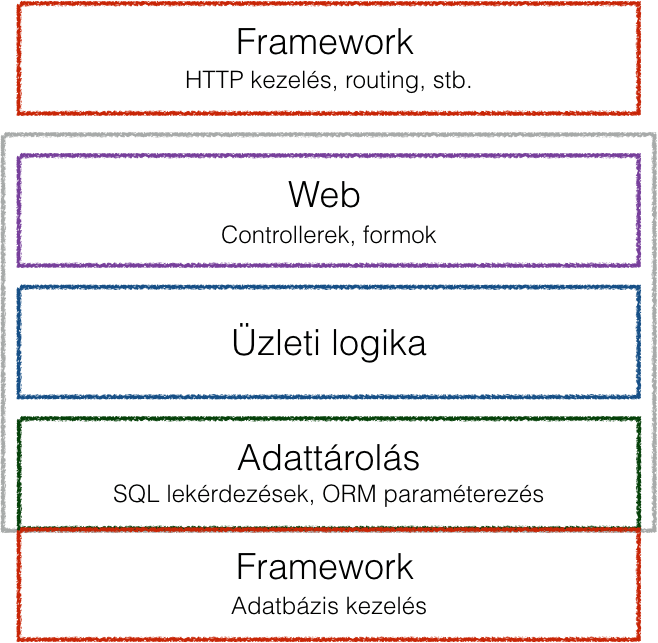 Framework
HTTP kezelés, routing, stb.
Web
Controllerek, formok
Üzleti logika
Adattárolás
SQL lekérdezések, ORM paraméterezés
Framework
Adatbázis kezelés